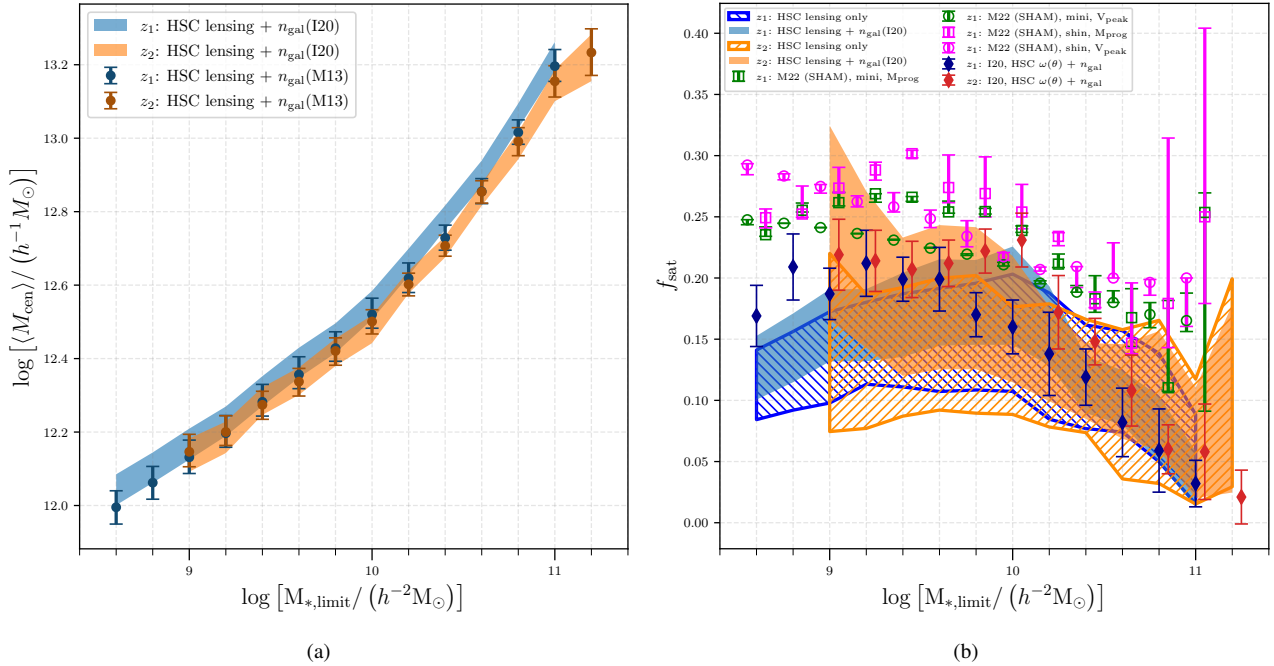 z₁: HSC lensing + n_gal(I20)
z₂: HSC lensing + n_gal(I20)
z₁: HSC lensing + n_gal(M13)
z₂: HSC lensing + n_gal(M13)
13.2
13.0
12.8
12.6
12.4
12.2
12.0
log [⟨M_cen⟩/ (h⁻¹ M_⊙)]
9
10
11
log [M_*,limit/ (h⁻²M_⊙)]
(a)
z₁: HSC lensing only
z₁: HSC lensing + n_gal(I20)
z₂: HSC lensing only
z₂: HSC lensing + n_gal(I20)
z₁: M22 (SHAM), mini, M_prog
z₁: M22 (SHAM), mini, V_peak
z₁: M22 (SHAM), shin, M_prog
z₁: M22 (SHAM), shin, V_peak
z₁: I20, HSC ω(θ) + n_gal
z₂: I20, HSC ω(θ) + n_gal
0.40
0.35
0.30
0.25
0.20
0.15
0.10
0.05
0.00
f_sat
9
10
11
log [M_*,limit/ (h⁻²M_⊙)]
(b)